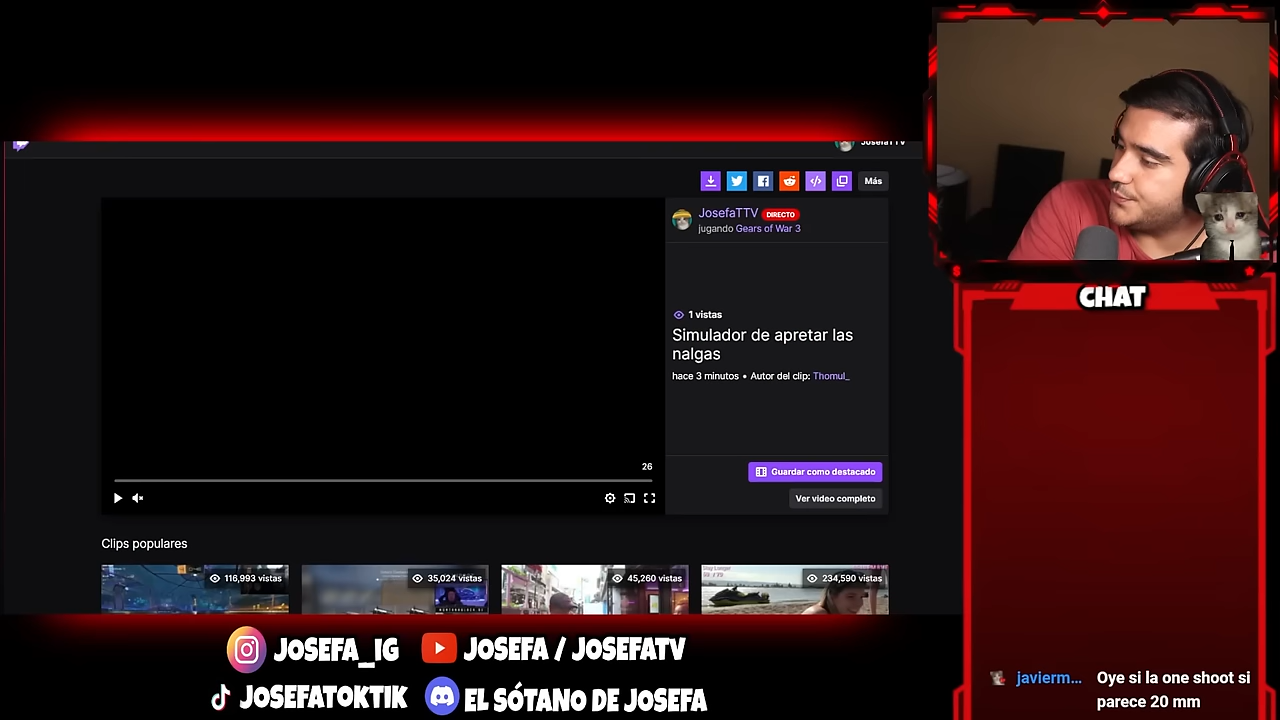 JosefaTTV
Más
JosefaTTV DIRECTO
jugando Gears of War 3
1 vistas
Simulador de apretar las
nalgas
hace 3 minutos • Autor del clip: Thomul_
26
Guardar como destacado
Ver video completo
Clips populares
116,993 vistas
35,024 vistas
45,260 vistas
234,590 vistas
CHAT
javierm... Oye si la one shoot si
parece 20 mm
JOSEFA_IG
JOSEFA / JOSEFATV
JOSEFATOKTIK
EL SÓTANO DE JOSEFA